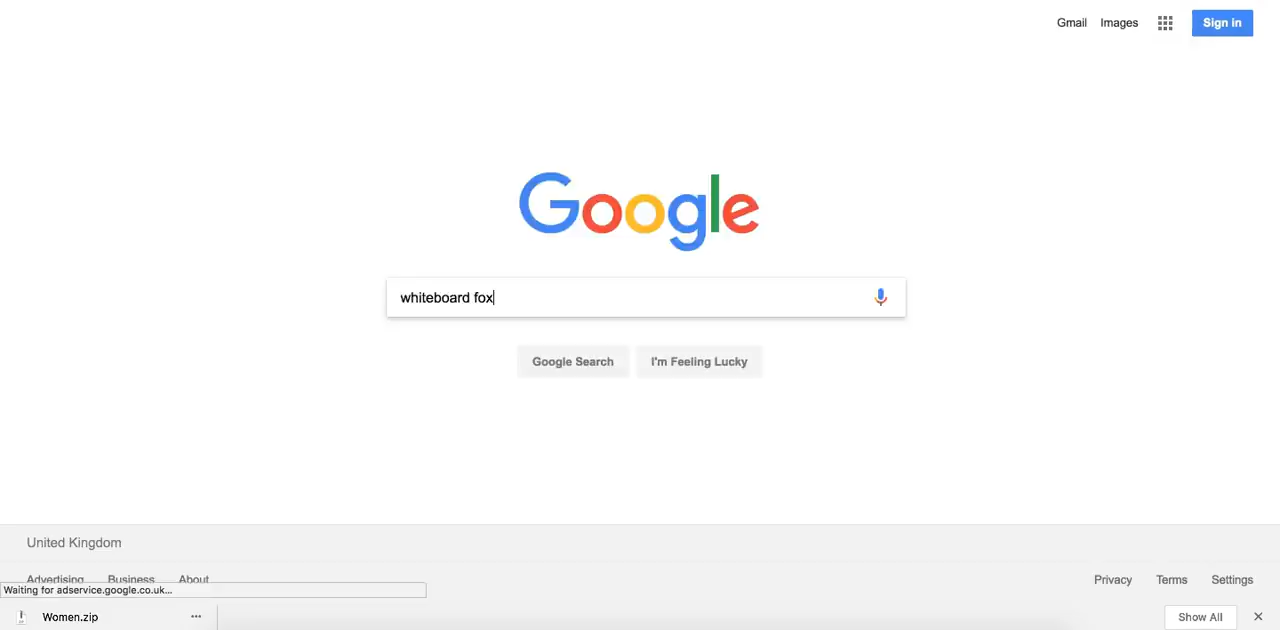 Gmail Images Sign in
Google
whiteboard fox
Google Search I'm Feeling Lucky
United Kingdom
Advertising Business About Privacy Terms Settings
Waiting for adservice.google.co.uk...
Women.zip Show All